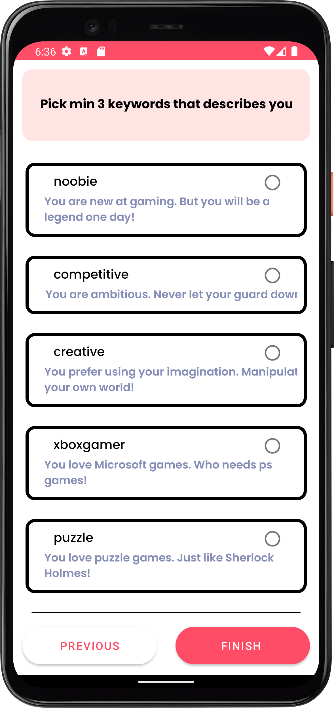 6:36
Pick min 3 keywords that describes you
noobie
You are new at gaming. But you will be a
legend one day!
competitive
You are ambitious. Never let your guard down
creative
You prefer using your imagination. Manipulat
your own world!
xboxgamer
You love Microsoft games. Who needs ps
games!
puzzle
You love puzzle games. Just like Sherlock
Holmes!
PREVIOUS
FINISH